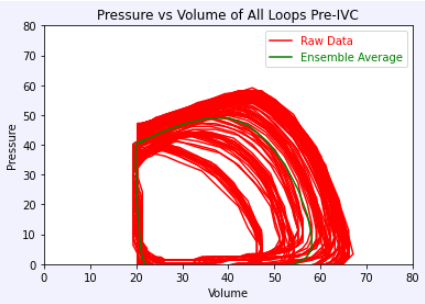 Pressure vs Volume of All Loops Pre-IVC
80
70
60
50
40
30
20
10
0
Pressure
Raw Data
Ensemble Average
0 10 20 30 40 50 60 70 80
Volume